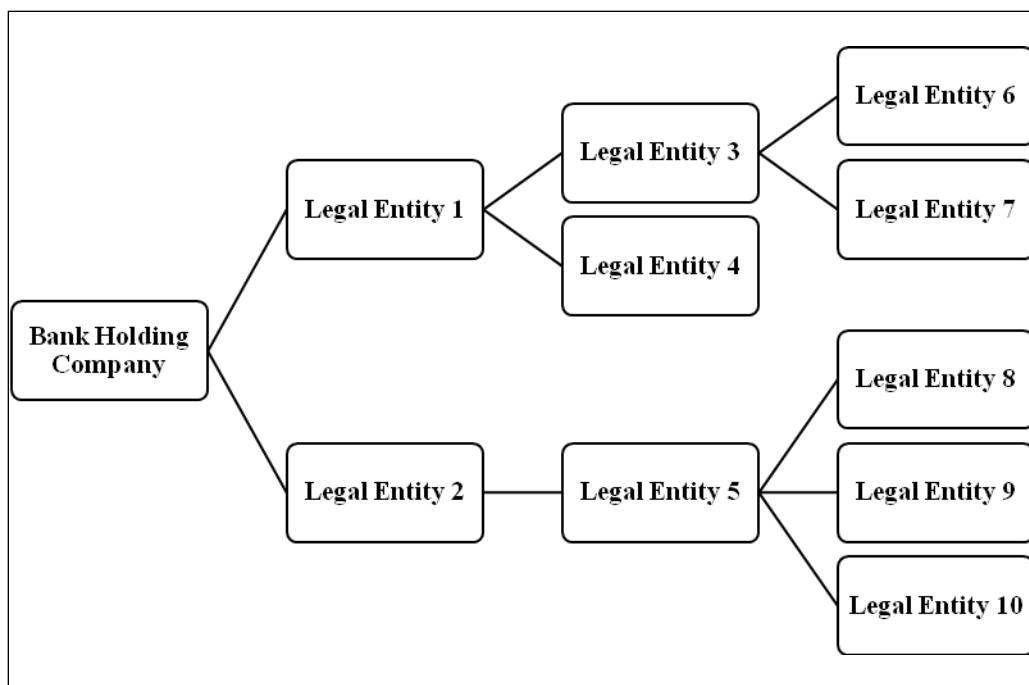 Bank Holding
Company
Legal Entity 1
Legal Entity 2
Legal Entity 3
Legal Entity 4
Legal Entity 5
Legal Entity 6
Legal Entity 7
Legal Entity 8
Legal Entity 9
Legal Entity 10